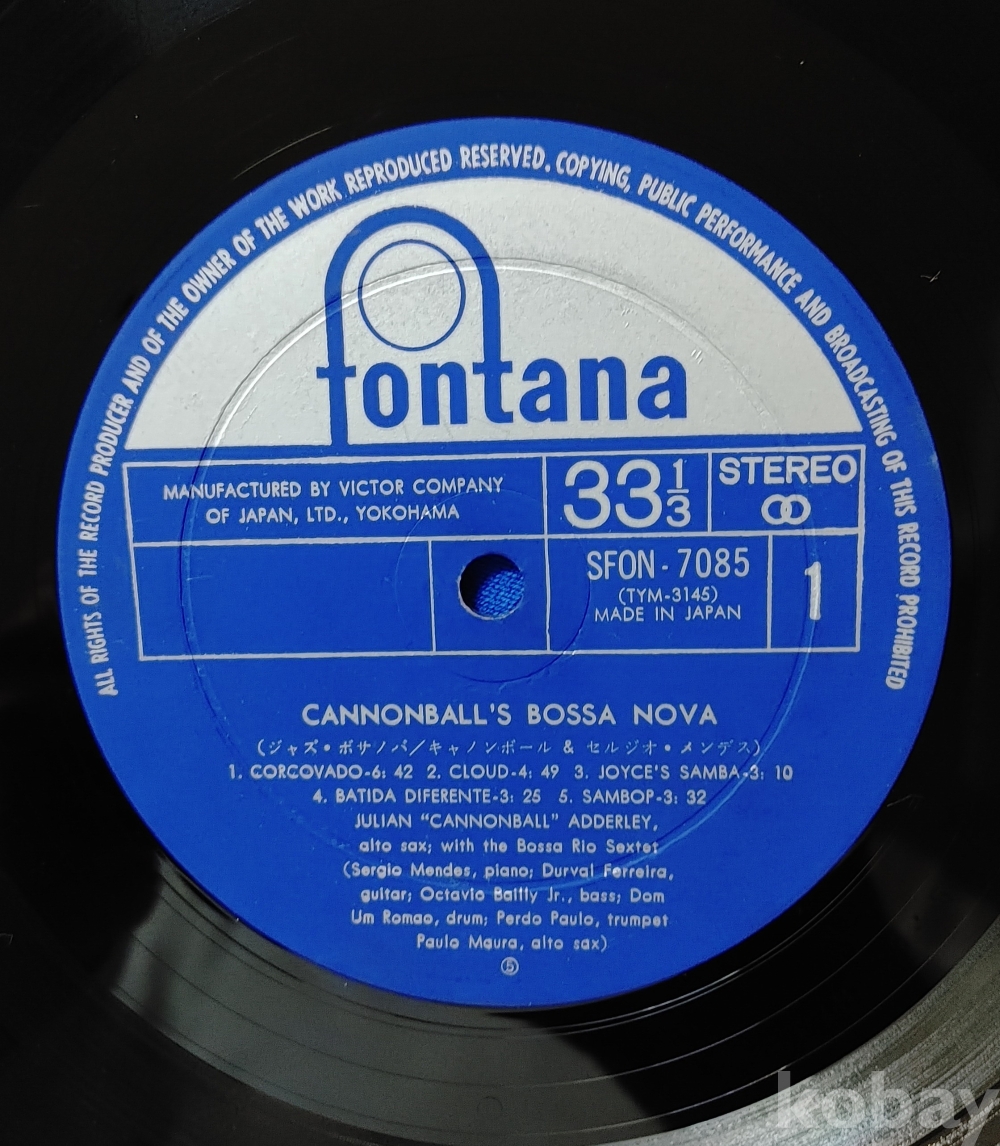 ALL RIGHTS OF THE RECORD PRODUCER AND OF THE OWNER OF THE WORK REPRODUCED RESERVED. COPYING, PUBLIC PERFORMANCE AND BROADCASTING OF THIS RECORD PROHIBITED
fontana
MANUFACTURED BY VICTOR COMPANY
OF JAPAN, LTD., YOKOHAMA
33 1/3
STEREO
SFON-7085
(TYM-3145)
MADE IN JAPAN
1
CANNONBALL'S BOSSA NOVA
(ジャズ・ボサノバ/キャノンボール & セルジオ・メンデス)
1. CORCOVADO-6: 42 2. CLOUD-4: 49 3. JOYCE'S SAMBA-3: 10
4. BATIDA DIFERENTE-3: 25 5. SAMBOP-3: 32
JULIAN "CANNONBALL" ADDERLEY,
alto sax; with the Bossa Rio Sextet
(Sergio Mendes, piano; Durval Ferreira,
guitar; Octavio Bailly Jr., bass; Dom
Um Romao, drum; Perdo Paulo, trumpet
Paulo Maura, alto sax)
⑤
kobay